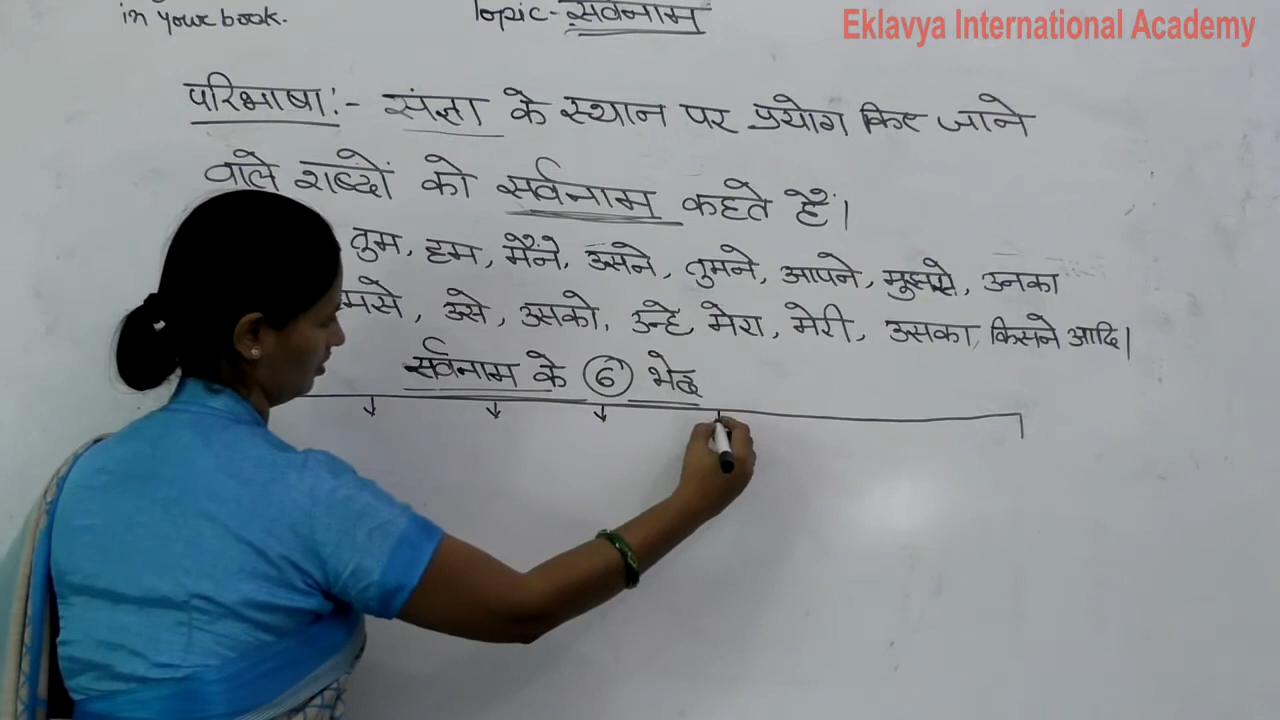 in your book.
Topic- सर्वनाम
Eklavya International Academy
परिभाषा:- संज्ञा के स्थान पर प्रयोग किए जाने
वाले शब्दों को सर्वनाम कहते हैं।
तुम, हम, मैंने, उसने, तुमने, आपने, मुझसे, उनका
मसे, उसे, उसको, उन्हे, मेरा, मेरी, उसका, किसने आदि।
सर्वनाम के 6 भेद